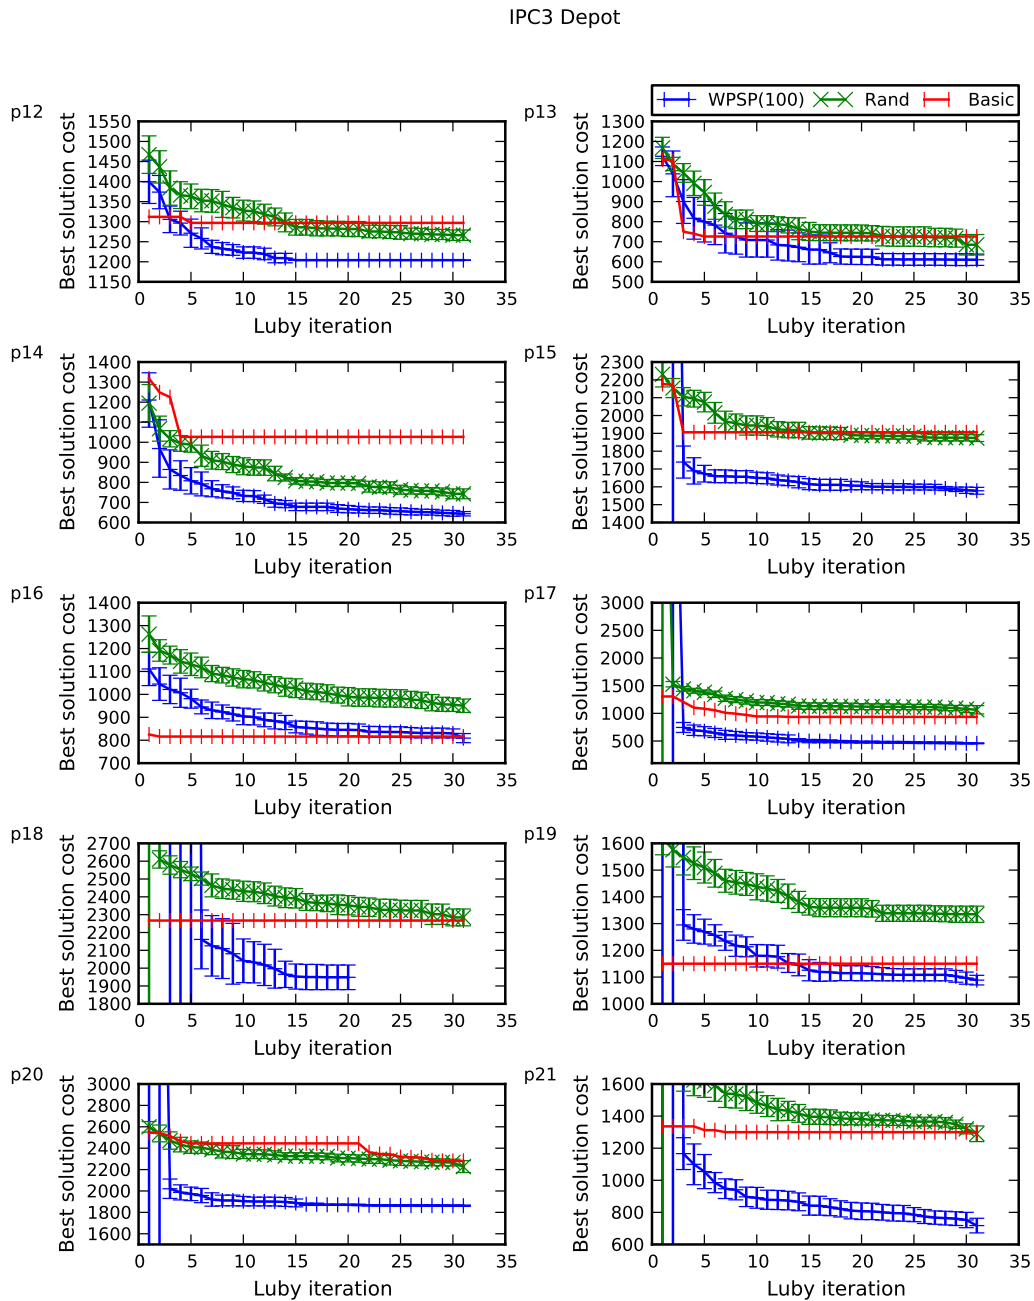 IPC3 Depot
WPSP(100) Rand Basic
p12
Best solution cost
1550
1500
1450
1400
1350
1300
1250
1200
1150
0 5 10 15 20 25 30 35
Luby iteration
p13
Best solution cost
1300
1200
1100
1000
900
800
700
600
500
0 5 10 15 20 25 30 35
Luby iteration
p14
Best solution cost
1400
1300
1200
1100
1000
900
800
700
600
0 5 10 15 20 25 30 35
Luby iteration
p15
Best solution cost
2300
2200
2100
2000
1900
1800
1700
1600
1500
1400
0 5 10 15 20 25 30 35
Luby iteration
p16
Best solution cost
1400
1300
1200
1100
1000
900
800
700
0 5 10 15 20 25 30 35
Luby iteration
p17
Best solution cost
3000
2500
2000
1500
1000
500
0 5 10 15 20 25 30 35
Luby iteration
p18
Best solution cost
2700
2600
2500
2400
2300
2200
2100
2000
1900
1800
0 5 10 15 20 25 30 35
Luby iteration
p19
Best solution cost
1600
1500
1400
1300
1200
1100
1000
0 5 10 15 20 25 30 35
Luby iteration
p20
Best solution cost
3000
2800
2600
2400
2200
2000
1800
1600
0 5 10 15 20 25 30 35
Luby iteration
p21
Best solution cost
1600
1400
1200
1000
800
600
0 5 10 15 20 25 30 35
Luby iteration